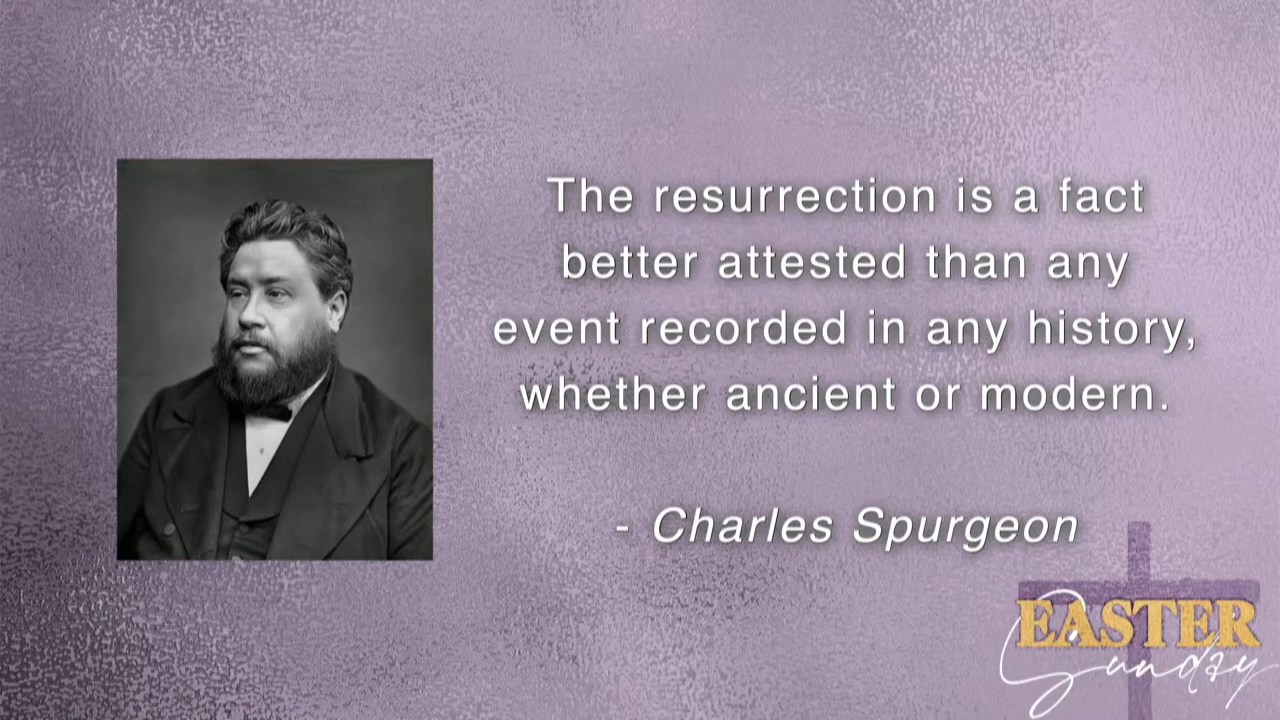 The resurrection is a fact
better attested than any
event recorded in any history,
whether ancient or modern.
- Charles Spurgeon
EASTER
Sunday